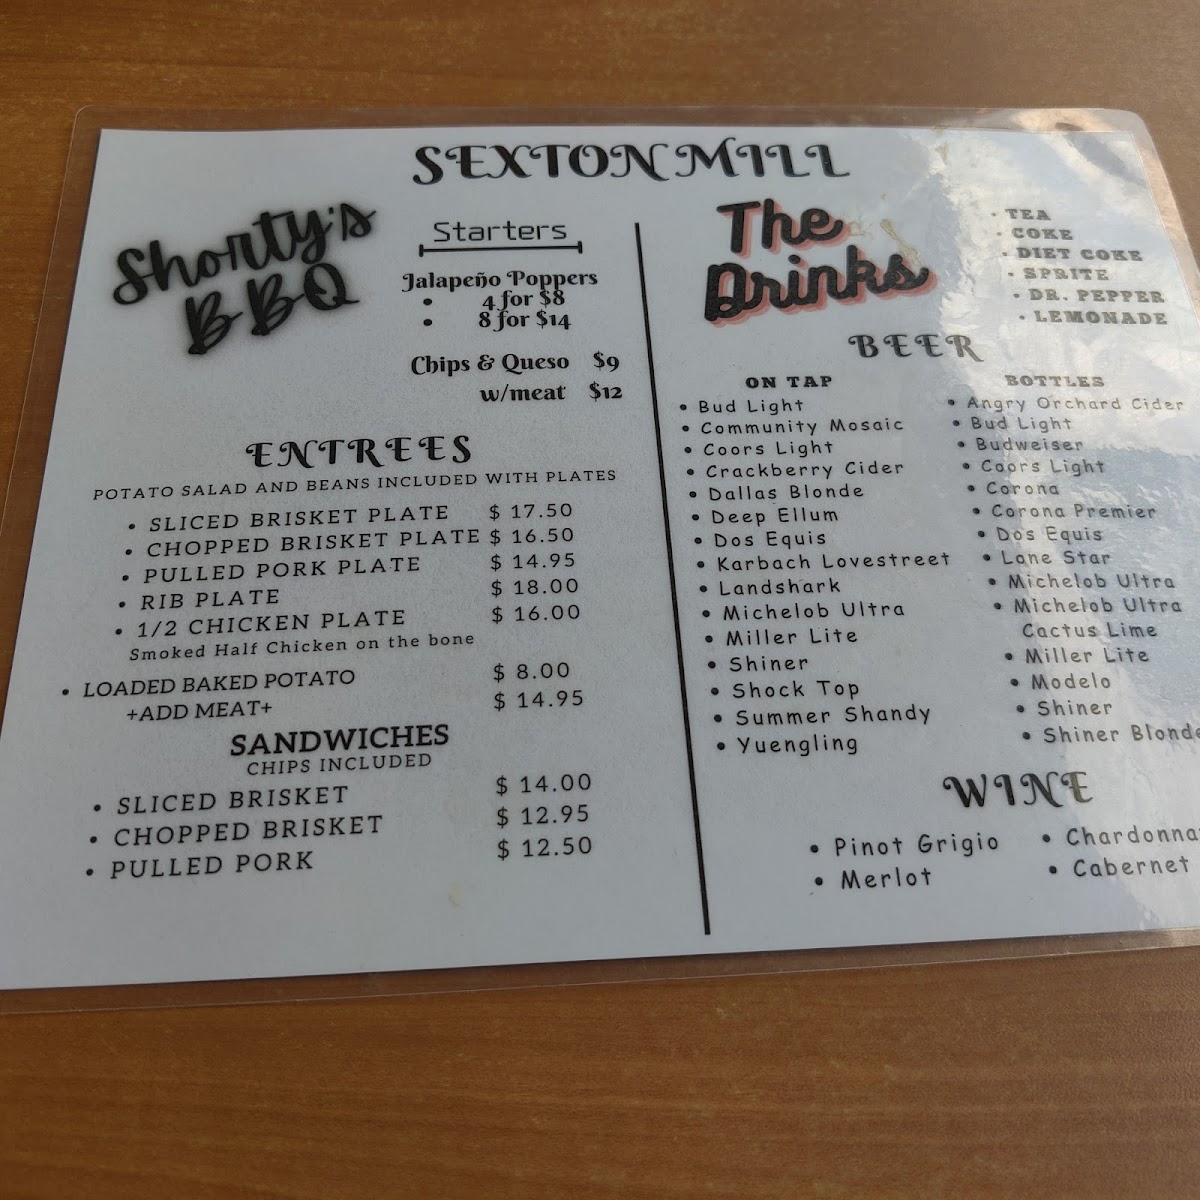 SEXTON MILL
Shorty's
BBQ
Starters
Jalapeño Poppers
• 4 for $8
• 8 for $14
Chips & Queso $9
w/meat $12
ENTREES
POTATO SALAD AND BEANS INCLUDED WITH PLATES
• SLICED BRISKET PLATE $ 17.50
• CHOPPED BRISKET PLATE $ 16.50
• PULLED PORK PLATE $ 14.95
• RIB PLATE $ 18.00
• 1/2 CHICKEN PLATE $ 16.00
Smoked Half Chicken on the bone
• LOADED BAKED POTATO $ 8.00
+ADD MEAT+ $ 14.95
SANDWICHES
CHIPS INCLUDED
• SLICED BRISKET $ 14.00
• CHOPPED BRISKET $ 12.95
• PULLED PORK $ 12.50
The
Drinks
• TEA
• COKE
• DIET COKE
• SPRITE
• DR. PEPPER
• LEMONADE
BEER
ON TAP
• Bud Light
• Community Mosaic
• Coors Light
• Crackberry Cider
• Dallas Blonde
• Deep Ellum
• Dos Equis
• Karbach Lovestreet
• Landshark
• Michelob Ultra
• Miller Lite
• Shiner
• Shock Top
• Summer Shandy
• Yuengling
BOTTLES
• Angry Orchard Cider
• Bud Light
• Budweiser
• Coors Light
• Corona
• Corona Premier
• Dos Equis
• Lone Star
• Michelob Ultra
• Michelob Ultra
Cactus Lime
• Miller Lite
• Modelo
• Shiner
• Shiner Blonde
WINE
• Pinot Grigio
• Merlot
• Chardonna
• Cabernet